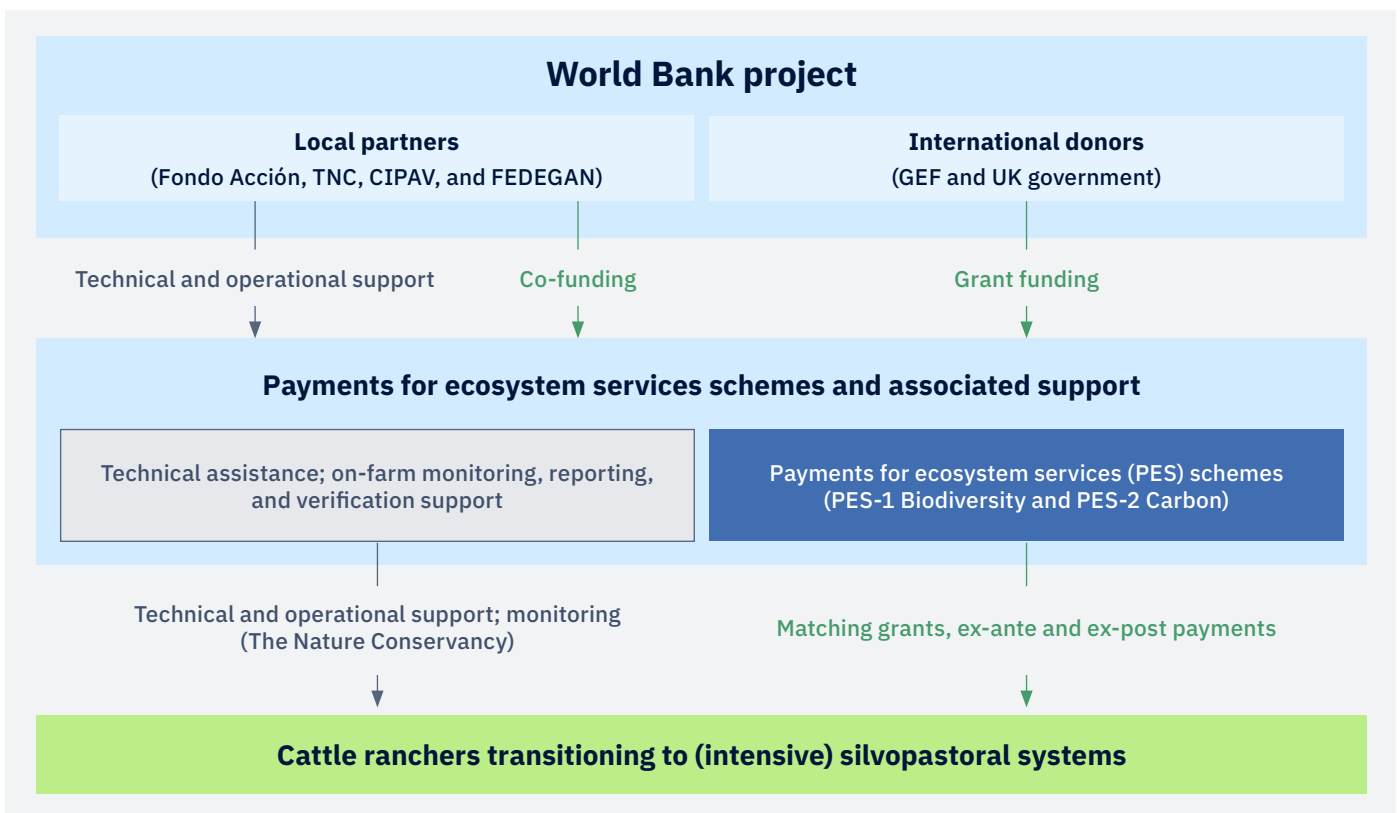 World Bank project
Local partners
(Fondo Acción, TNC, CIPAV, and FEDEGAN)
International donors
(GEF and UK government)
Technical and operational support
Co-funding
Grant funding
Payments for ecosystem services schemes and associated support
Technical assistance; on-farm monitoring, reporting,
and verification support
Payments for ecosystem services (PES) schemes
(PES-1 Biodiversity and PES-2 Carbon)
Technical and operational support; monitoring
(The Nature Conservancy)
Matching grants, ex-ante and ex-post payments
Cattle ranchers transitioning to (intensive) silvopastoral systems